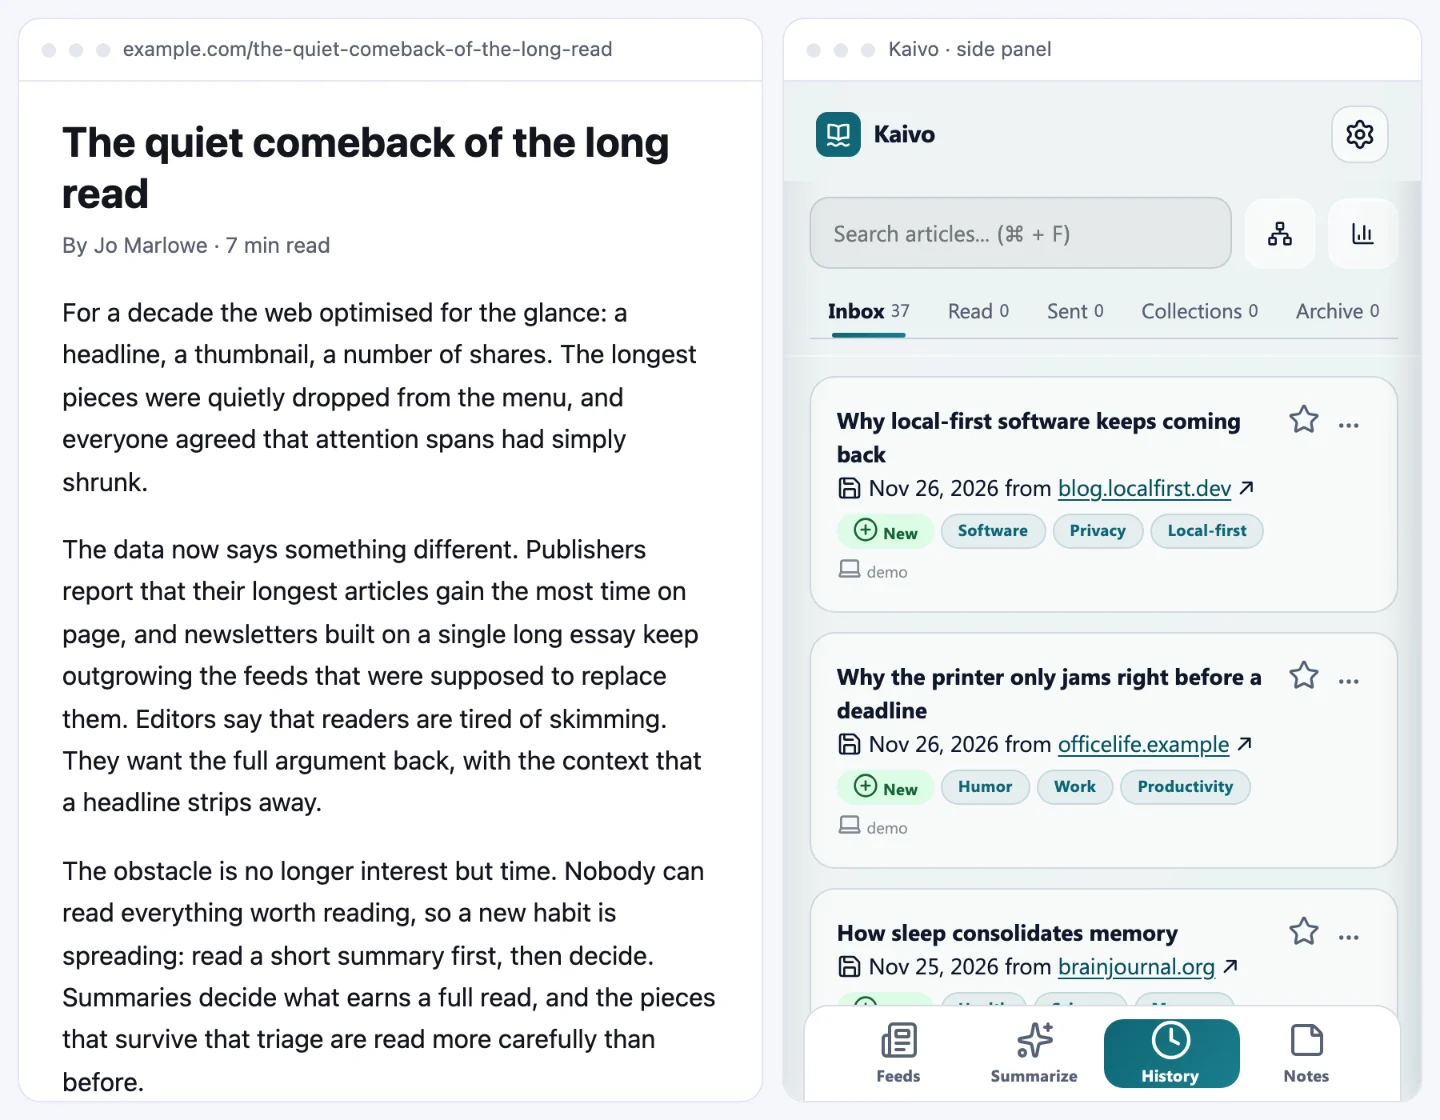 example.com/the-quiet-comeback-of-the-long-read
The quiet comeback of the long
read
By Jo Marlowe · 7 min read
For a decade the web optimised for the glance: a
headline, a thumbnail, a number of shares. The longest
pieces were quietly dropped from the menu, and
everyone agreed that attention spans had simply
shrunk.
The data now says something different. Publishers
report that their longest articles gain the most time on
page, and newsletters built on a single long essay keep
outgrowing the feeds that were supposed to replace
them. Editors say that readers are tired of skimming.
They want the full argument back, with the context that
a headline strips away.
The obstacle is no longer interest but time. Nobody can
read everything worth reading, so a new habit is
spreading: read a short summary first, then decide.
Summaries decide what earns a full read, and the pieces
that survive that triage are read more carefully than
before.
Kaivo · side panel
Kaivo
Search articles... (⌘ + F)
Inbox 37 Read 0 Sent 0 Collections 0 Archive 0
Why local-first software keeps coming
back
Nov 26, 2026 from blog.localfirst.dev ↗
New Software Privacy Local-first
demo
Why the printer only jams right before a
deadline
Nov 26, 2026 from officelife.example ↗
New Humor Work Productivity
demo
How sleep consolidates memory
Nov 25, 2026 from brainjournal.org ↗
Feeds Summarize History Notes